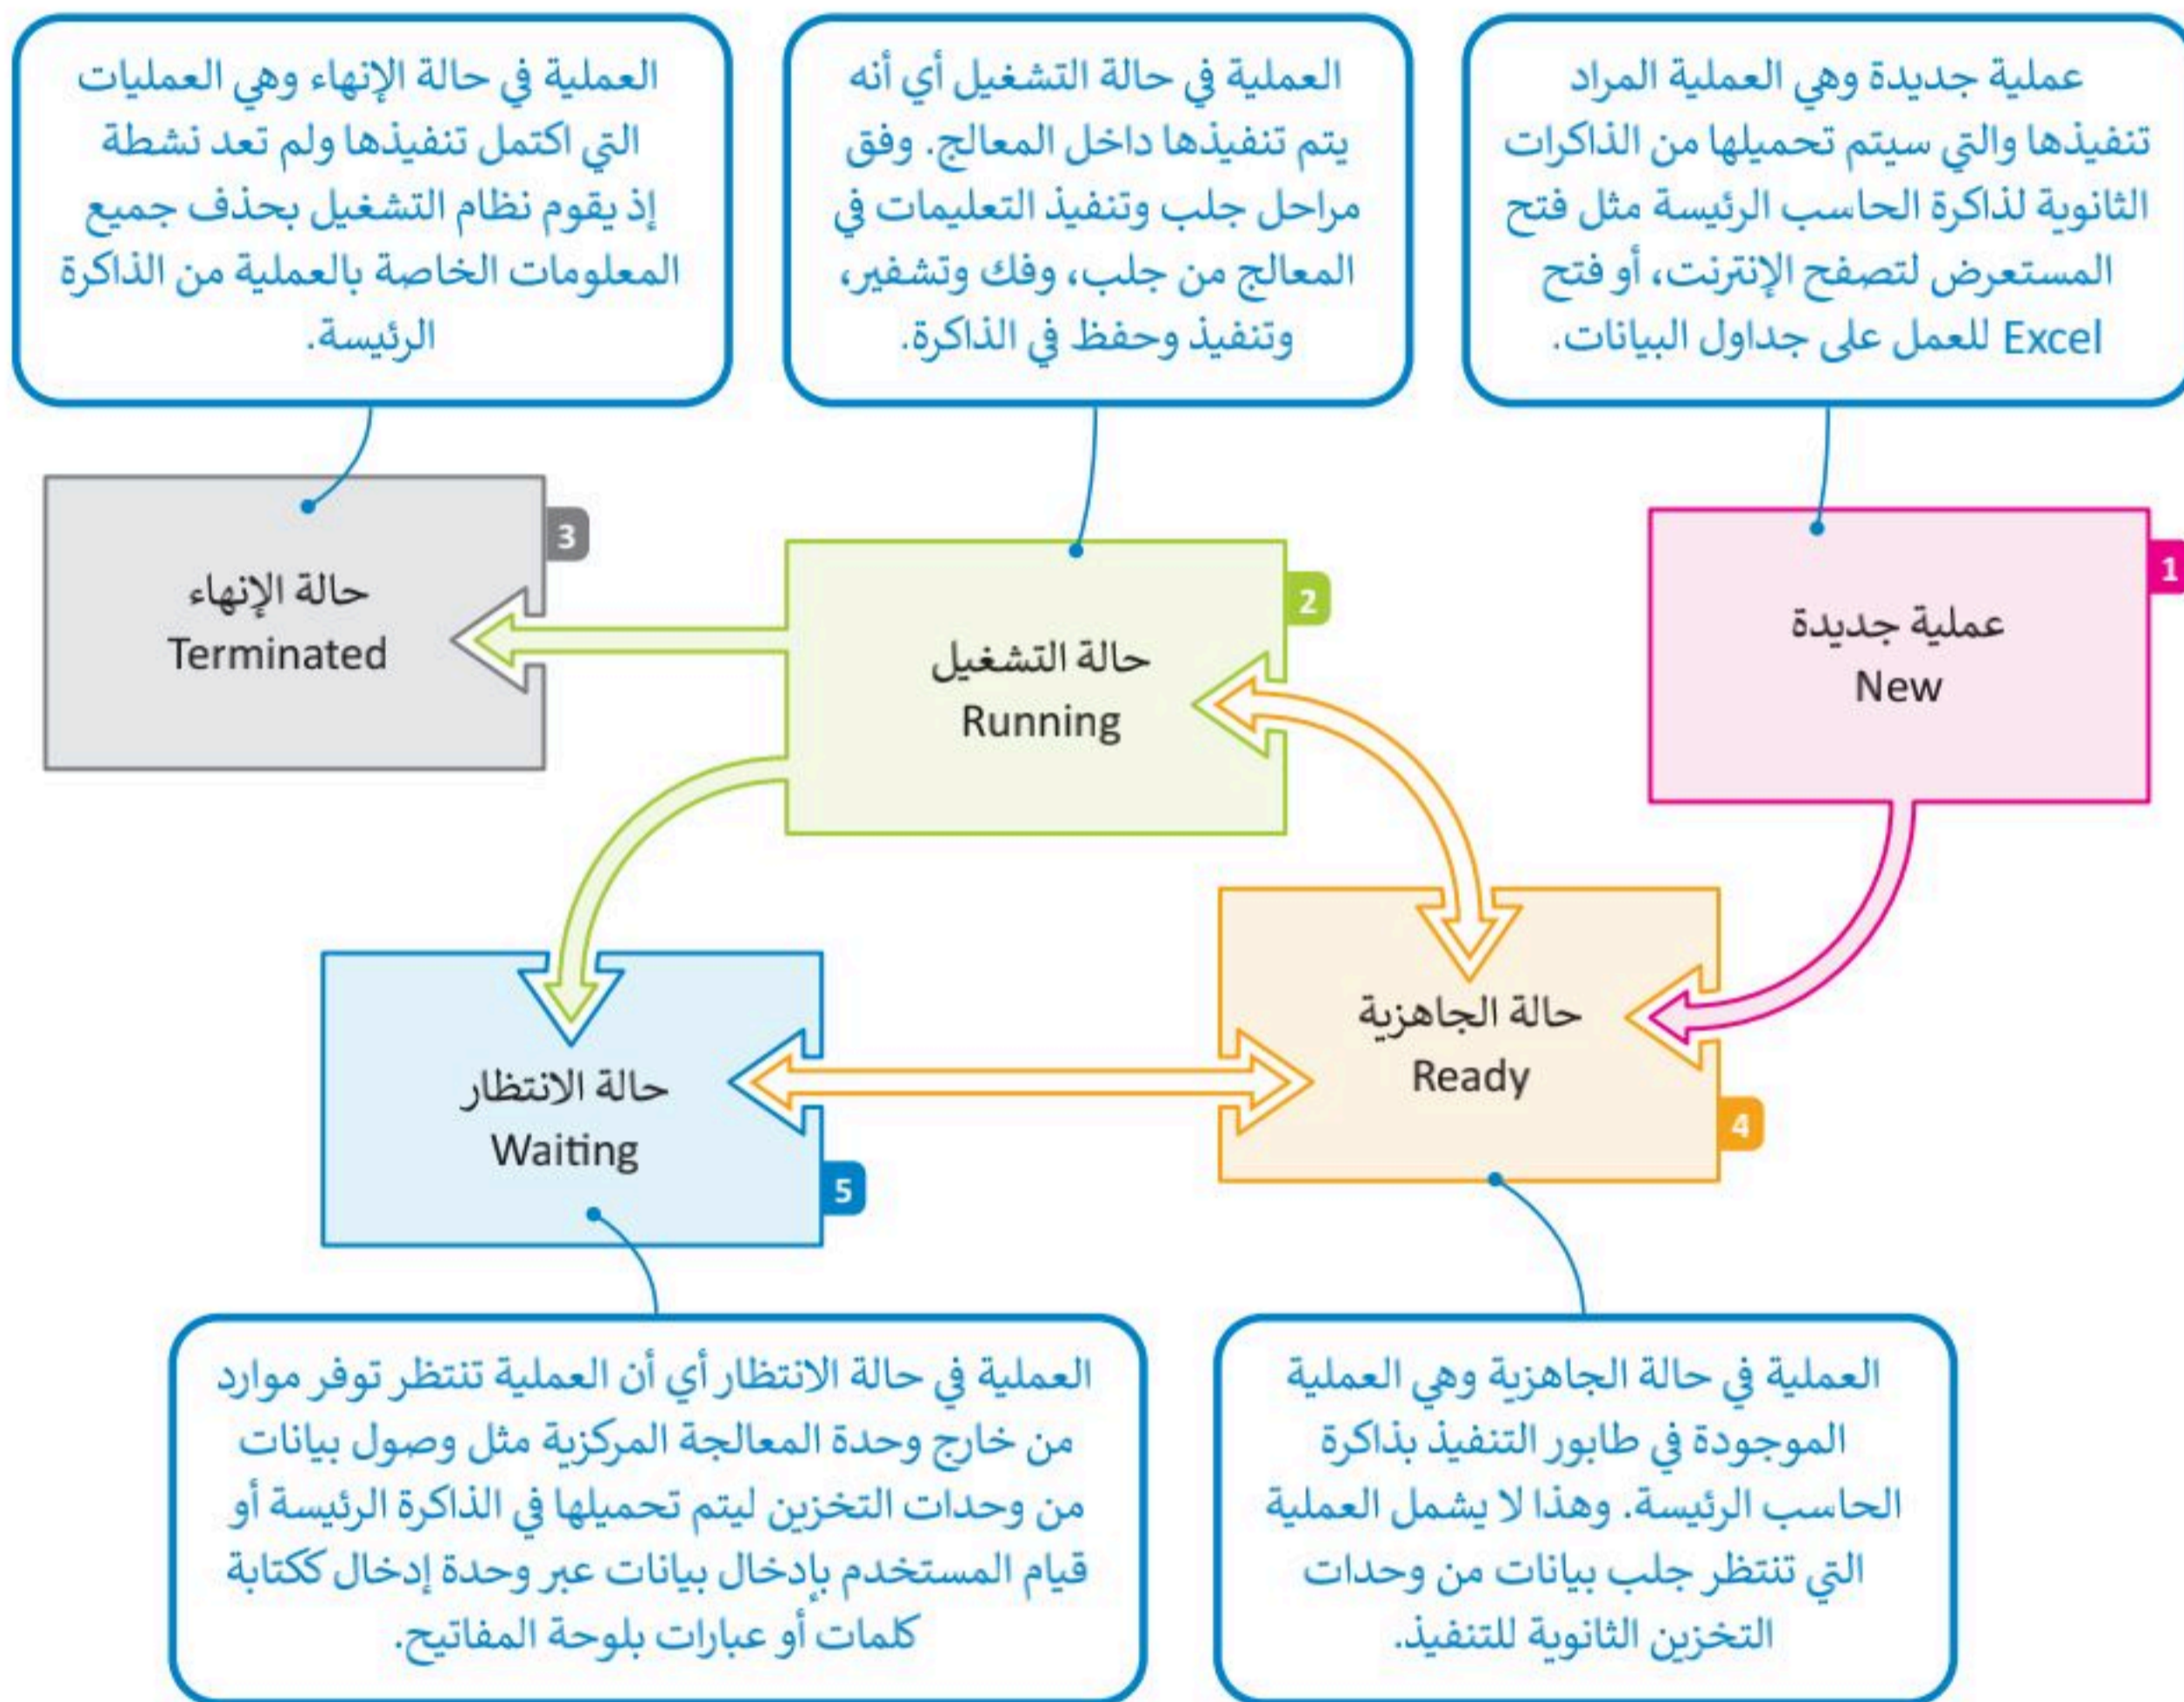 عملية جديدة وهي العملية المراد
تنفيذها والتي سيتم تحميلها من الذاكرات
الثانوية لذاكرة الحاسب الرئيسة مثل فتح
المستعرض لتصفح الإنترنت، أو فتح
Excel للعمل على جداول البيانات.
العملية في حالة التشغيل أي أنه
يتم تنفيذها داخل المعالج. وفق
مراحل جلب وتنفيذ التعليمات في
المعالج من جلب، وفك وتشفير،
وتنفيذ وحفظ في الذاكرة.
العملية في حالة الإنهاء وهي العمليات
التي اكتمل تنفيذها ولم تعد نشطة
إذ يقوم نظام التشغيل بحذف جميع
المعلومات الخاصة بالعملية من الذاكرة
الرئيسة.
1
عملية جديدة
New
2
حالة التشغيل
Running
3
حالة الإنهاء
Terminated
4
حالة الجاهزية
Ready
5
حالة الانتظار
Waiting
العملية في حالة الجاهزية وهي العملية
الموجودة في طابور التنفيذ بذاكرة
الحاسب الرئيسة. وهذا لا يشمل العملية
التي تنتظر جلب بيانات من وحدات
التخزين الثانوية للتنفيذ.
العملية في حالة الانتظار أي أن العملية تنتظر توفر موارد
من خارج وحدة المعالجة المركزية مثل وصول بيانات
من وحدات التخزين ليتم تحميلها في الذاكرة الرئيسة أو
قيام المستخدم بإدخال بيانات عبر وحدة إدخال ككتابة
كلمات أو عبارات بلوحة المفاتيح.